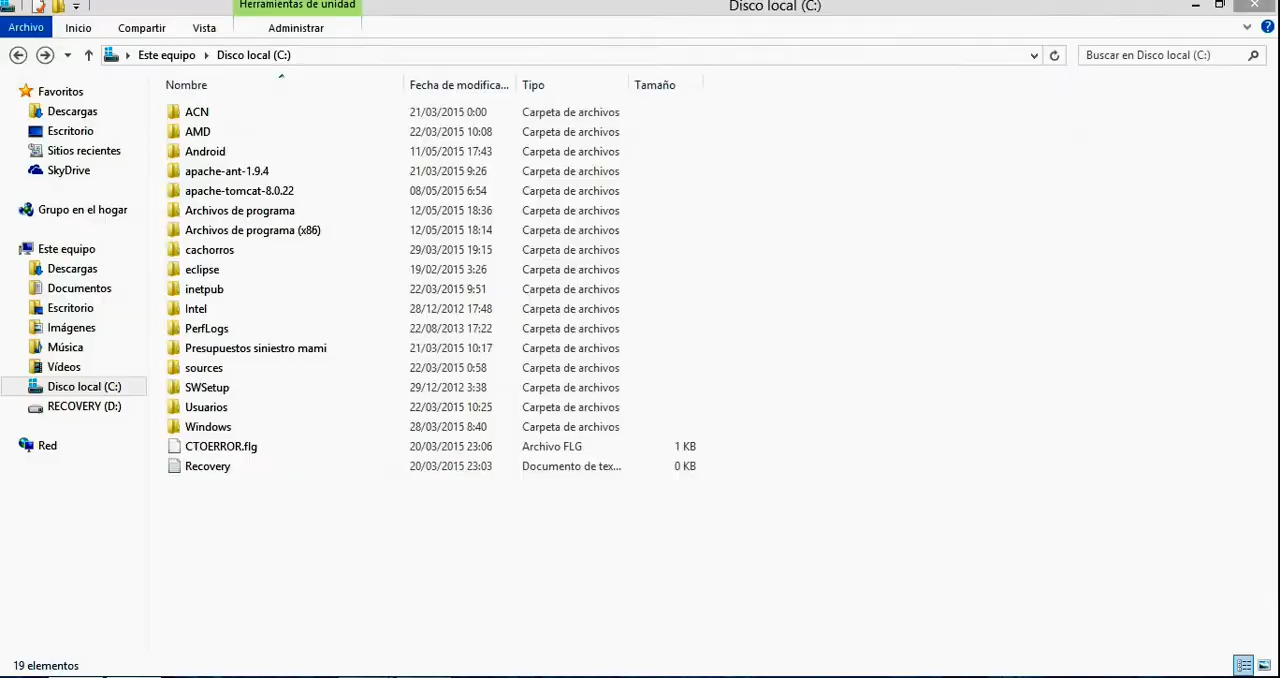 Herramientas de unidad
Disco local (C:)
Archivo Inicio Compartir Vista Administrar
Este equipo Disco local (C:) Buscar en Disco local (C:)
Nombre Fecha de modifica... Tipo Tamaño
Favoritos
Descargas
Escritorio
Sitios recientes
SkyDrive
Grupo en el hogar
Este equipo
Descargas
Documentos
Escritorio
Imágenes
Música
Vídeos
Disco local (C:)
RECOVERY (D:)
Red
ACN 21/03/2015 0:00 Carpeta de archivos
AMD 22/03/2015 10:08 Carpeta de archivos
Android 11/05/2015 17:43 Carpeta de archivos
apache-ant-1.9.4 21/03/2015 9:26 Carpeta de archivos
apache-tomcat-8.0.22 08/05/2015 6:54 Carpeta de archivos
Archivos de programa 12/05/2015 18:36 Carpeta de archivos
Archivos de programa (x86) 12/05/2015 18:14 Carpeta de archivos
cachorros 29/03/2015 19:15 Carpeta de archivos
eclipse 19/02/2015 3:26 Carpeta de archivos
inetpub 22/03/2015 9:51 Carpeta de archivos
Intel 28/12/2012 17:48 Carpeta de archivos
PerfLogs 22/08/2013 17:22 Carpeta de archivos
Presupuestos siniestro mami 21/03/2015 10:17 Carpeta de archivos
sources 22/03/2015 0:58 Carpeta de archivos
SWSetup 29/12/2012 3:38 Carpeta de archivos
Usuarios 22/03/2015 10:25 Carpeta de archivos
Windows 28/03/2015 8:40 Carpeta de archivos
CTOERROR.flg 20/03/2015 23:06 Archivo FLG 1 KB
Recovery 20/03/2015 23:03 Documento de tex... 0 KB
19 elementos